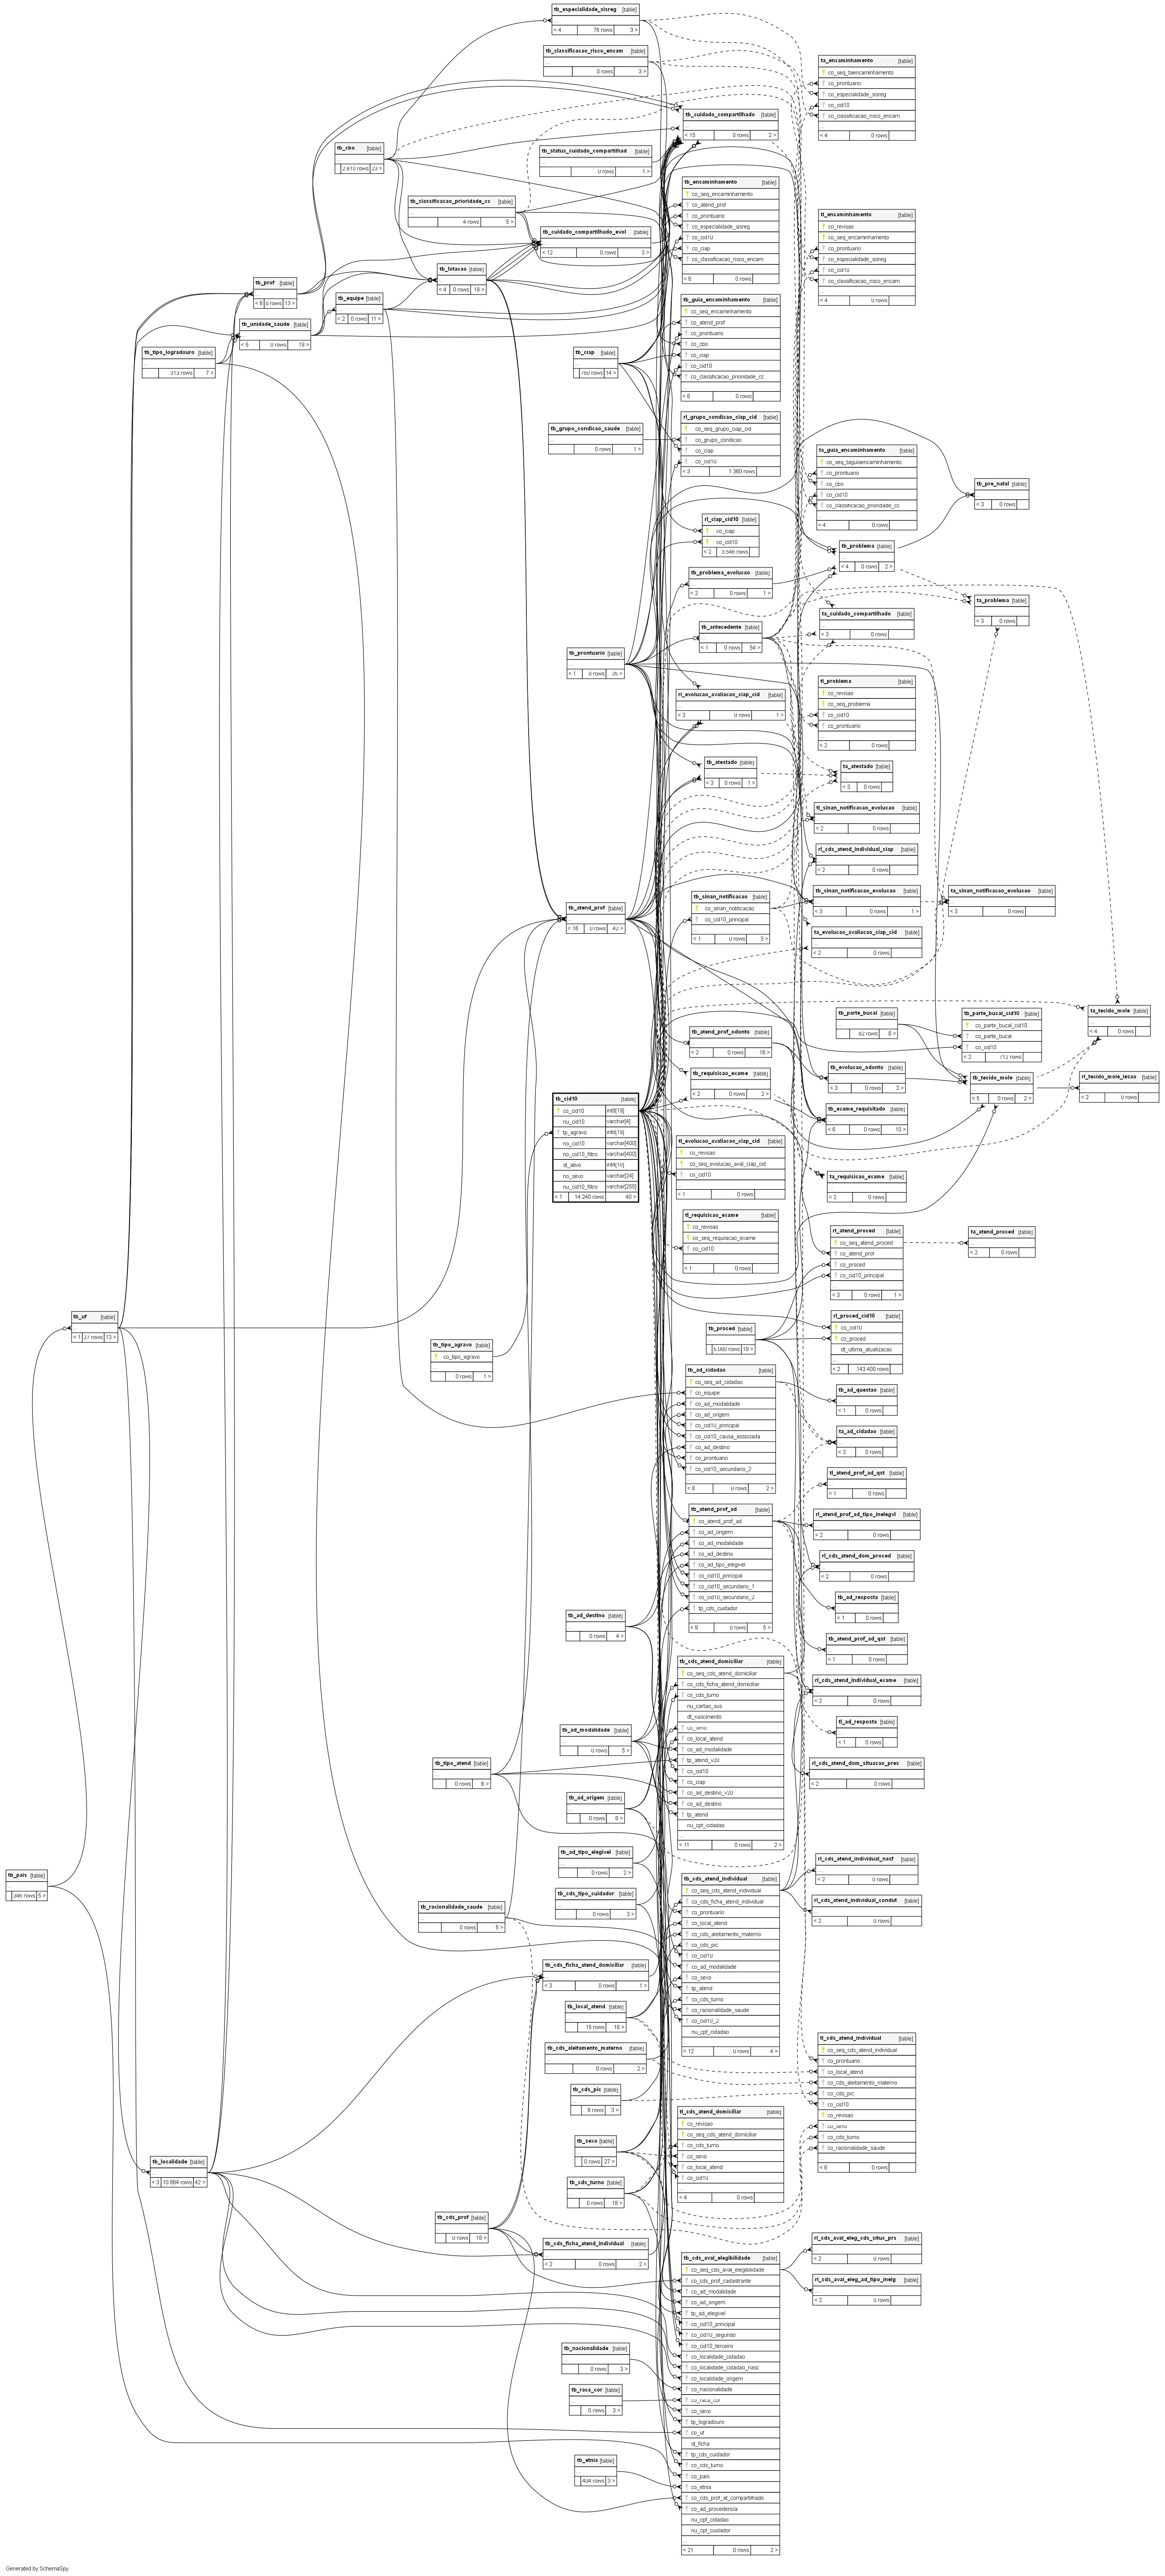 tb_especialidade_sisreg [table]
...
< 4 76 rows 3 >
tb_classificacao_risco_encam [table]
...
0 rows 3 >
ta_encaminhamento [table]
co_seq_taencaminhamento
co_prontuario
co_especialidade_sisreg
co_cid10
co_classificacao_risco_encam
...
< 4 0 rows
tb_cuidado_compartilhado [table]
...
< 15 0 rows 2 >
tb_cbo [table]
...
23 >
tb_status_cuidado_compartilhad [table]
...
0 rows 1 >
tb_encaminhamento [table]
co_seq_encaminhamento
co_atend_prof
co_prontuario
co_especialidade_sisreg
co_cid10
co_ciap
co_classificacao_risco_encam
...
< 6 0 rows
tb_classificacao_prioridade_cc [table]
...
4 rows 5 >
tl_encaminhamento [table]
co_revisao
co_seq_encaminhamento
co_prontuario
co_especialidade_sisreg
co_cid10
co_classificacao_risco_encam
...
< 4 0 rows
tb_cuidado_compartilhado_evol [table]
...
< 12 0 rows 3 >
tb_lotacao [table]
...
< 4 0 rows 18 >
tb_prof [table]
...
< 6 0 rows 13 >
tb_equipe [table]
...
< 2 0 rows 11 >
tb_unidade_saude [table]
...
< 5 0 rows 19 >
tb_guia_encaminhamento [table]
co_seq_encaminhamento
co_atend_prof
co_prontuario
co_cbo
co_ciap
co_cid10
co_classificacao_prioridade_cc
...
0 rows
tb_tipo_logradouro [table]
...
313 rows 7 >
tb_ciap [table]
...
750 rows 14 >
rl_grupo_condicao_ciap_cid [table]
co_seq_grupo_ciap_cid
co_grupo_condicao
co_ciap
co_cid10
< 3 1.360 rows
tb_grupo_condicao_saude [table]
...
0 rows 1 >
ta_guia_encaminhamento [table]
co_seq_taguiaencaminhamento
co_prontuario
co_cbo
co_cid10
co_classificacao_prioridade_cc
...
< 4 0 rows
tb_pre_natal [table]
...
< 3 0 rows
rl_ciap_cid10 [table]
co_ciap
co_cid10
< 2 3.546 rows
tb_problema [table]
...
< 4 0 rows 2 >
tb_problema_evolucao [table]
...
< 2 0 rows 1 >
ta_problema [table]
...
< 3 0 rows
ta_cuidado_compartilhado [table]
...
< 3 0 rows
tb_antecedente [table]
...
< 1 0 rows 54 >
tb_prontuario [table]
...
< 1 0 rows
tl_problema [table]
co_revisao
co_seq_problema
co_cid10
co_prontuario
...
< 2 0 rows
rl_evolucao_avaliacao_ciap_cid [table]
...
< 3 0 rows 1 >
tb_atestado [table]
...
< 3 0 rows 1 >
ta_atestado [table]
...
< 3 0 rows
tl_sinan_notificacao_evolucao [table]
...
< 2 0 rows
rl_cds_atend_individual_ciap [table]
...
< 2 0 rows
tb_sinan_notificacao [table]
co_sinan_notificacao
co_cid10_principal
...
< 1 0 rows 3 >
tb_sinan_notificacao_evolucao [table]
...
< 3 0 rows 1 >
ta_sinan_notificacao_evolucao [table]
...
< 3 0 rows
tb_atend_prof [table]
...
0 rows 42 >
ta_evolucao_avaliacao_ciap_cid [table]
...
< 2 0 rows
tb_parte_bucal [table]
...
82 rows 8 >
tb_parte_bucal_cid10 [table]
co_parte_bucal_cid10
co_parte_bucal
co_cid10
< 2 712 rows
ta_tecido_mole [table]
...
< 4 0 rows
tb_atend_prof_odonto [table]
...
< 2 0 rows 16 >
tb_evolucao_odonto [table]
...
< 3 0 rows 3 >
tb_tecido_mole [table]
...
< 5 0 rows 2 >
rl_tecido_mole_lesao [table]
...
< 2 0 rows
tb_requisicao_exame [table]
...
< 2 0 rows 2 >
tb_cid10 [table]
co_cid10 int8[19]
nu_cid10 varchar[4]
tp_agravo int8[19]
no_cid10 varchar[400]
no_cid10_filtro varchar[400]
st_ativo int4[10]
no_sexo varchar[24]
nu_cid10_filtro varchar[255]
< 1 14.240 rows 40 >
tb_exame_requisitado [table]
...
< 6 0 rows 10 >
tl_evolucao_avaliacao_ciap_cid [table]
co_revisao
co_seq_evolucao_aval_ciap_cid
co_cid10
...
< 1 0 rows
ta_requisicao_exame [table]
...
< 2 0 rows
tl_requisicao_exame [table]
co_revisao
co_seq_requisicao_exame
co_cid10
...
< 1 0 rows
rl_atend_proced [table]
co_seq_atend_proced
co_atend_prof
co_proced
co_cid10_principal
...
< 3 0 rows 1 >
ta_atend_proced [table]
...
< 2 0 rows
tb_uf [table]
...
< 1 27 rows 13 >
rl_proced_cid10 [table]
co_cid10
co_proced
dt_ultima_atualizacao
...
< 2 143.400 rows
tb_proced [table]
...
19 >
tb_tipo_agravo [table]
co_tipo_agravo
...
0 rows 1 >
tb_ad_cidadao [table]
co_seq_ad_cidadao
co_equipe
co_ad_modalidade
co_ad_origem
co_cid10_principal
co_cid10_causa_associada
co_ad_destino
co_prontuario
co_cid10_secundario_2
...
0 rows 2 >
tb_ad_questao [table]
...
< 1 0 rows
ta_ad_cidadao [table]
...
< 3 0 rows
tl_atend_prof_ad_qst [table]
...
< 1 0 rows
tb_atend_prof_ad [table]
co_atend_prof_ad
co_ad_origem
co_ad_modalidade
co_ad_destino
co_ad_tipo_elegivel
co_cid10_principal
co_cid10_secundario_1
co_cid10_secundario_2
tp_cds_cuidador
...
0 rows 5 >
rl_atend_prof_ad_tipo_inelegvl [table]
...
< 2 0 rows
rl_cds_atend_dom_proced [table]
...
< 2 0 rows
tb_ad_resposta [table]
...
< 1 0 rows
tb_ad_destino [table]
...
0 rows 4 >
tb_atend_prof_ad_qst [table]
...
< 1 0 rows
tb_cds_atend_domiciliar [table]
co_seq_cds_atend_domiciliar
co_cds_ficha_atend_domiciliar
co_cds_turno
nu_cartao_sus
dt_nascimento
co_sexo
co_local_atend
co_ad_modalidade
tp_atend_v20
co_cid10
co_ciap
co_ad_destino_v20
co_ad_destino
tp_atend
nu_cpf_cidadao
...
< 11 0 rows 2 >
rl_cds_atend_individual_exame [table]
...
< 2 0 rows
tl_ad_resposta [table]
...
< 1 0 rows
tb_ad_modalidade [table]
...
0 rows 5 >
tb_tipo_atend [table]
...
0 rows 6 >
rl_cds_atend_dom_situacao_pres [table]
...
< 2 0 rows
tb_ad_origem [table]
...
0 rows
tb_ad_tipo_elegivel [table]
...
0 rows 2 >
rl_cds_atend_individual_nasf [table]
...
< 2 0 rows
tb_pais [table]
...
5 >
tb_cds_atend_individual [table]
co_seq_cds_atend_individual
co_cds_ficha_atend_individual
co_prontuario
co_local_atend
co_cds_aleitamento_materno
co_cds_pic
co_cid10
co_ad_modalidade
co_sexo
tp_atend
co_cds_turno
co_racionalidade_saude
co_cid10_2
nu_cpf_cidadao
...
< 12 0 rows 4 >
tb_cds_tipo_cuidador [table]
...
0 rows 3 >
rl_cds_atend_individual_condut [table]
...
< 2 0 rows
tb_racionalidade_saude [table]
...
0 rows 5 >
tb_cds_ficha_atend_domiciliar [table]
...
< 3 0 rows 1 >
tb_local_atend [table]
...
15 rows 16 >
tl_cds_atend_individual [table]
co_seq_cds_atend_individual
co_prontuario
co_local_atend
co_cds_aleitamento_materno
co_cds_pic
co_cid10
co_revisao
co_sexo
co_cds_turno
co_racionalidade_saude
...
0 rows
tb_cds_aleitamento_materno [table]
...
0 rows 2 >
tb_cds_pic [table]
...
8 rows 3 >
tl_cds_atend_domiciliar [table]
co_revisao
co_seq_cds_atend_domiciliar
co_cds_turno
co_sexo
co_local_atend
co_cid10
...
< 4 0 rows
tb_sexo [table]
...
0 rows 27 >
tb_localidade [table]
...
< 3 10.864 rows 42 >
tb_cds_turno [table]
...
0 rows 18 >
tb_cds_prof [table]
...
0 rows 18 >
tb_cds_ficha_atend_individual [table]
...
< 2 0 rows 2 >
rl_cds_aval_eleg_cds_situc_prs [table]
...
< 2 0 rows
tb_cds_aval_elegibilidade [table]
co_seq_cds_aval_elegibilidade
co_cds_prof_cadastrante
co_ad_modalidade
co_ad_origem
tp_ad_elegivel
co_cid10_principal
co_cid10_segundo
co_cid10_terceiro
co_localidade_cidadao
co_localidade_cidadao_nasc
co_localidade_origem
co_nacionalidade
co_raca_cor
co_sexo
tp_logradouro
co_uf
st_ficha
tp_cds_cuidador
co_cds_turno
co_pais
co_etnia
co_cds_prof_at_compartilhado
co_ad_procedencia
nu_cpf_cidadao
nu_cpf_cuidador
...
< 21 0 rows 2 >
rl_cds_aval_eleg_ad_tipo_inelg [table]
...
< 2 0 rows
tb_nacionalidade [table]
...
0 rows 3 >
tb_raca_cor [table]
...
0 rows 3 >
tb_etnia [table]
...
3 >
Generated by SchemaSpy